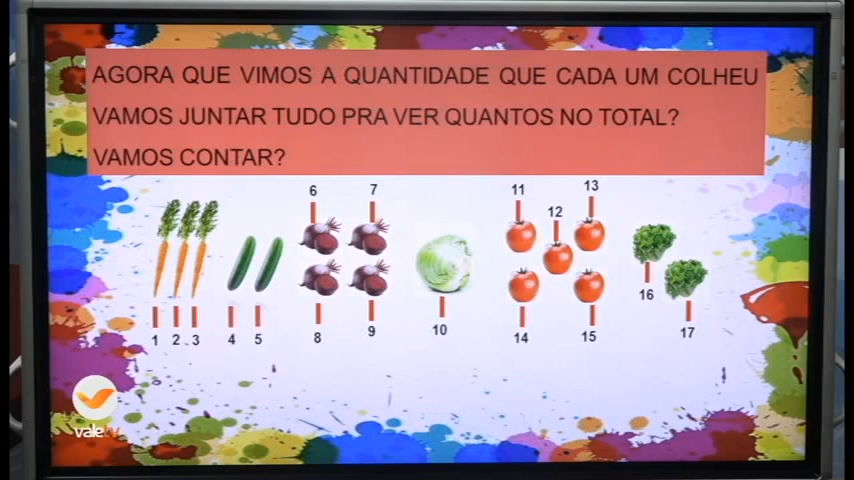 AGORA QUE VIMOS A QUANTIDADE QUE CADA UM COLHEU
VAMOS JUNTAR TUDO PRA VER QUANTOS NO TOTAL?
VAMOS CONTAR?
6 7 11 12 13
16
1 2 3 4 5 8 9 10 14 15 17
valetv